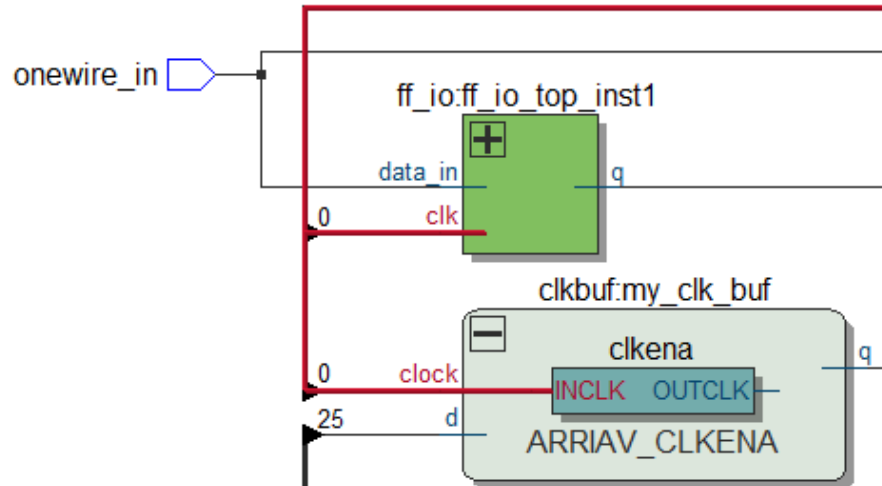 onewire_in
ff_io:ff_io_top_inst1
data_in
q
0
clk
clkbuf:my_clk_buf
clkena
q
0
clock
INCLK
OUTCLK
25
d
ARRIAV_CLKENA